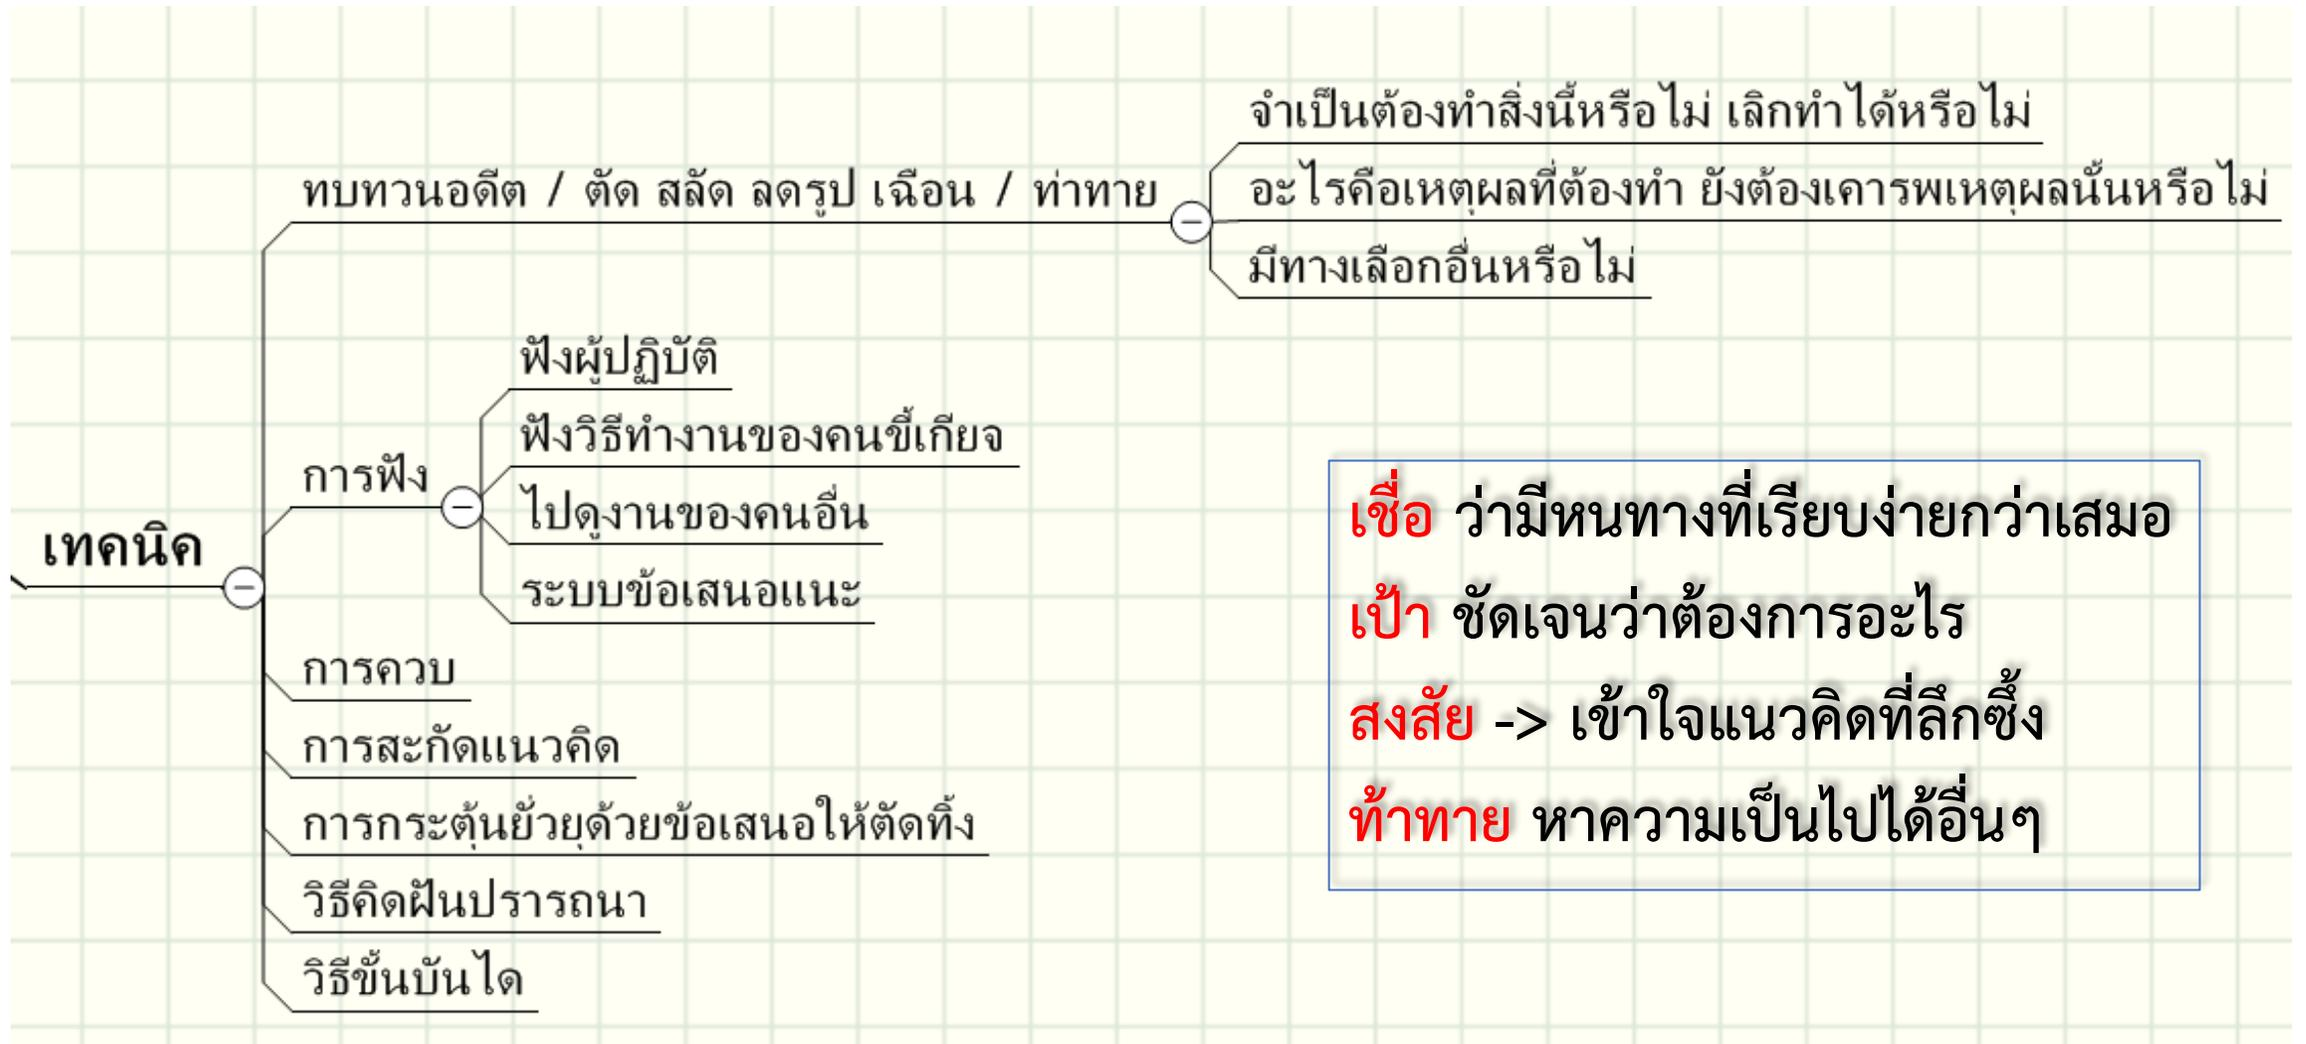 เทคนิค
ทบทวนอดีต / ตัด สลัด ลดรูป เฉือน / ท่าทาย
จำเป็นต้องทำสิ่งนี้หรือไม่ เลิกทำได้หรือไม่
อะไรคือเหตุผลที่ต้องทำ ยังต้องเคารพเหตุผลนั้นหรือไม่
มีทางเลือกอื่นหรือไม่
การฟัง
ฟังผู้ปฏิบัติ
ฟังวิธีทำงานของคนขี้เกียจ
ไปดูงานของคนอื่น
ระบบข้อเสนอแนะ
การควบ
การสะกัดแนวคิด
การกระตุ้นยั่วยุด้วยข้อเสนอให้ตัดทิ้ง
วิธีคิดฝันปรารถนา
วิธีขั้นบันได
เชื่อ ว่ามีหนทางที่เรียบง่ายกว่าเสมอ
เป้า ชัดเจนว่าต้องการอะไร
สงสัย -> เข้าใจแนวคิดที่ลึกซึ้ง
ท้าทาย หาความเป็นไปได้อื่นๆ